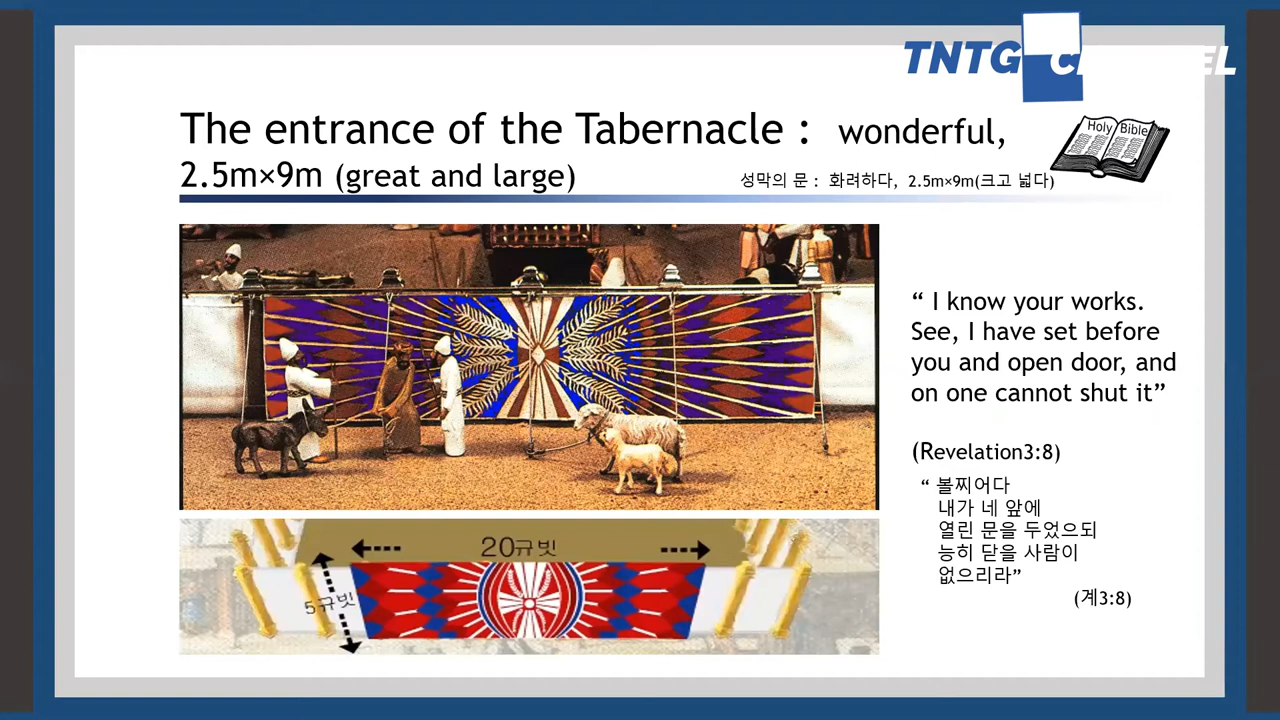 TNTG C EL
The entrance of the Tabernacle : wonderful,
2.5m×9m (great and large)
성막의 문 : 화려하다, 2.5m×9m(크고 넓다)
Holy Bible
“ I know your works.
See, I have set before
you and open door, and
on one cannot shut it”
(Revelation3:8)
“ 볼찌어다
내가 네 앞에
열린 문을 두었으되
능히 닫을 사람이
없으리라”
(계3:8)
20규빗
5규빗